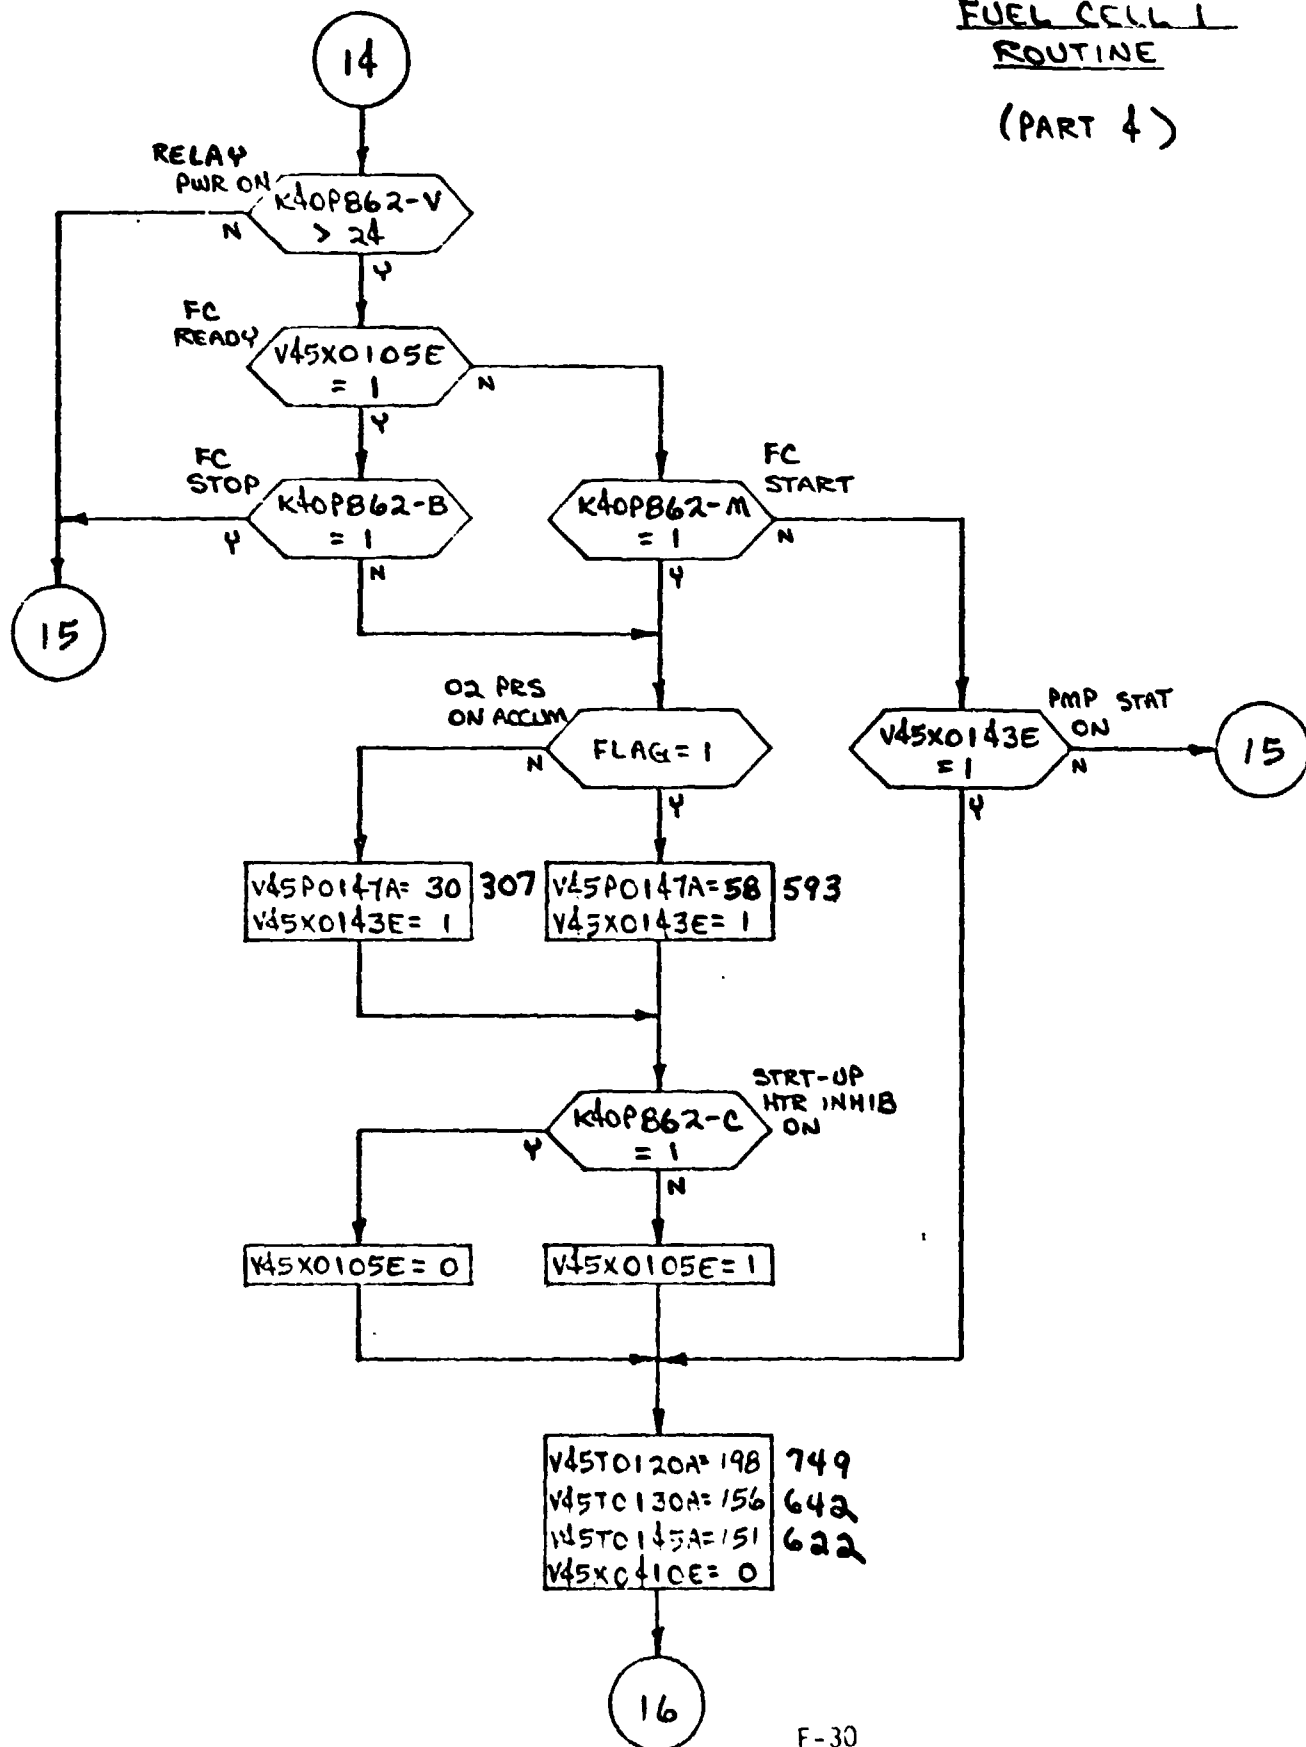 FUEL CELL 1
ROUTINE
(PART 4)
14
RELAY
PWR ON
K40P862-V
> 24
N
Y
FC
READY
V45X0105E
= 1
N
Y
FC
STOP
K40P862-B
= 1
Y
N
FC
START
K40P862-M
= 1
N
Y
15
O2 PRS
ON ACCUM
FLAG = 1
N
Y
PMP STAT
ON
V45X0143E
= 1
N
Y
15
V45P0147A= 30 307
V45X0143E= 1
V45P0147A=58 593
V45X0143E= 1
STRT-UP
HTR INHIB
ON
K40P862-C
= 1
Y
N
V45X0105E= 0
V45X0105E= 1
V45T0120A= 198 749
V45T0130A= 156 642
V45T0145A= 151 622
V45X0410E= 0
16
F-30